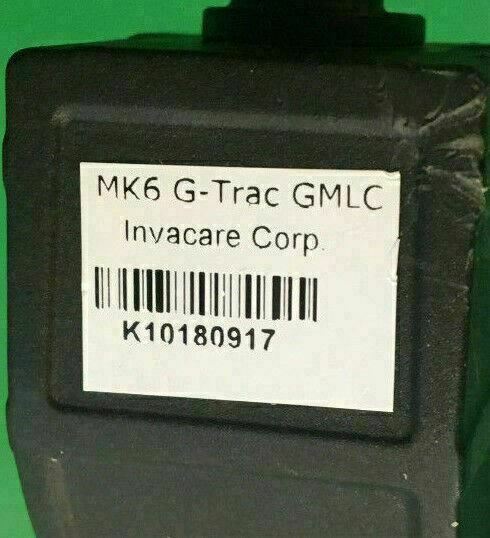 MK6 G-Trac GMLC
Invacare Corp.
K10180917